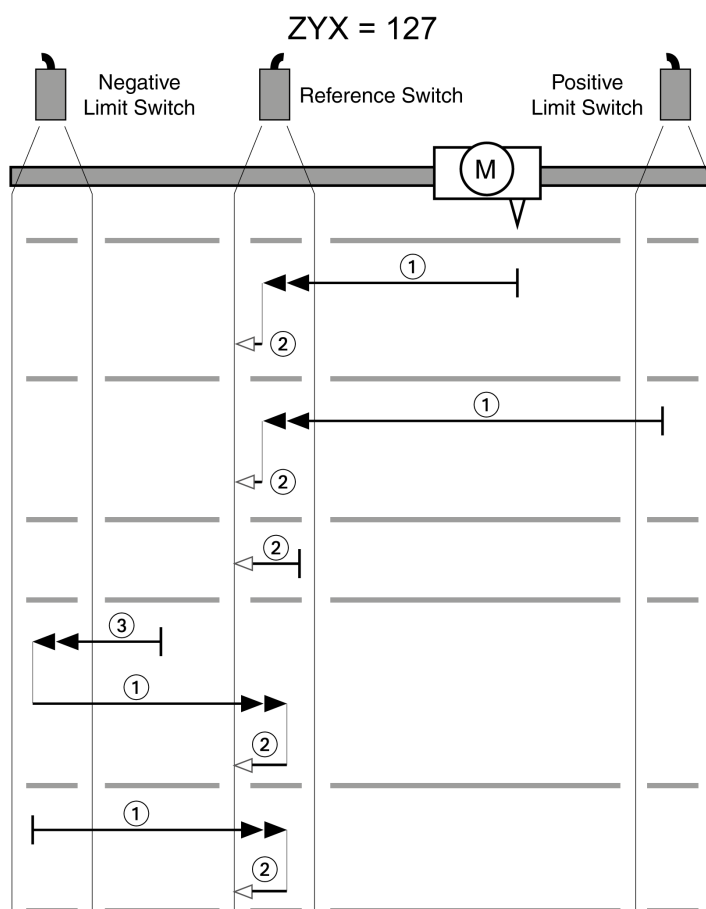 ZYX = 127
Negative
Limit Switch
Reference Switch
Positive
Limit Switch
M
1
2
1
2
2
3
1
2
1
2